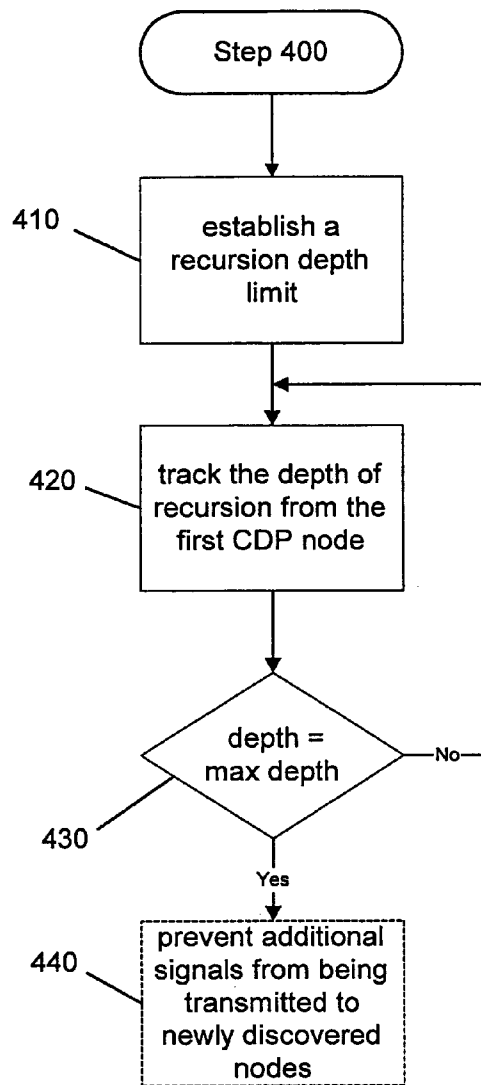 Step 400
410
establish a
recursion depth
limit
420
track the depth of
recursion from the
first CDP node
depth =
max depth
No
430
Yes
440
prevent additional
signals from being
transmitted to
newly discovered
nodes